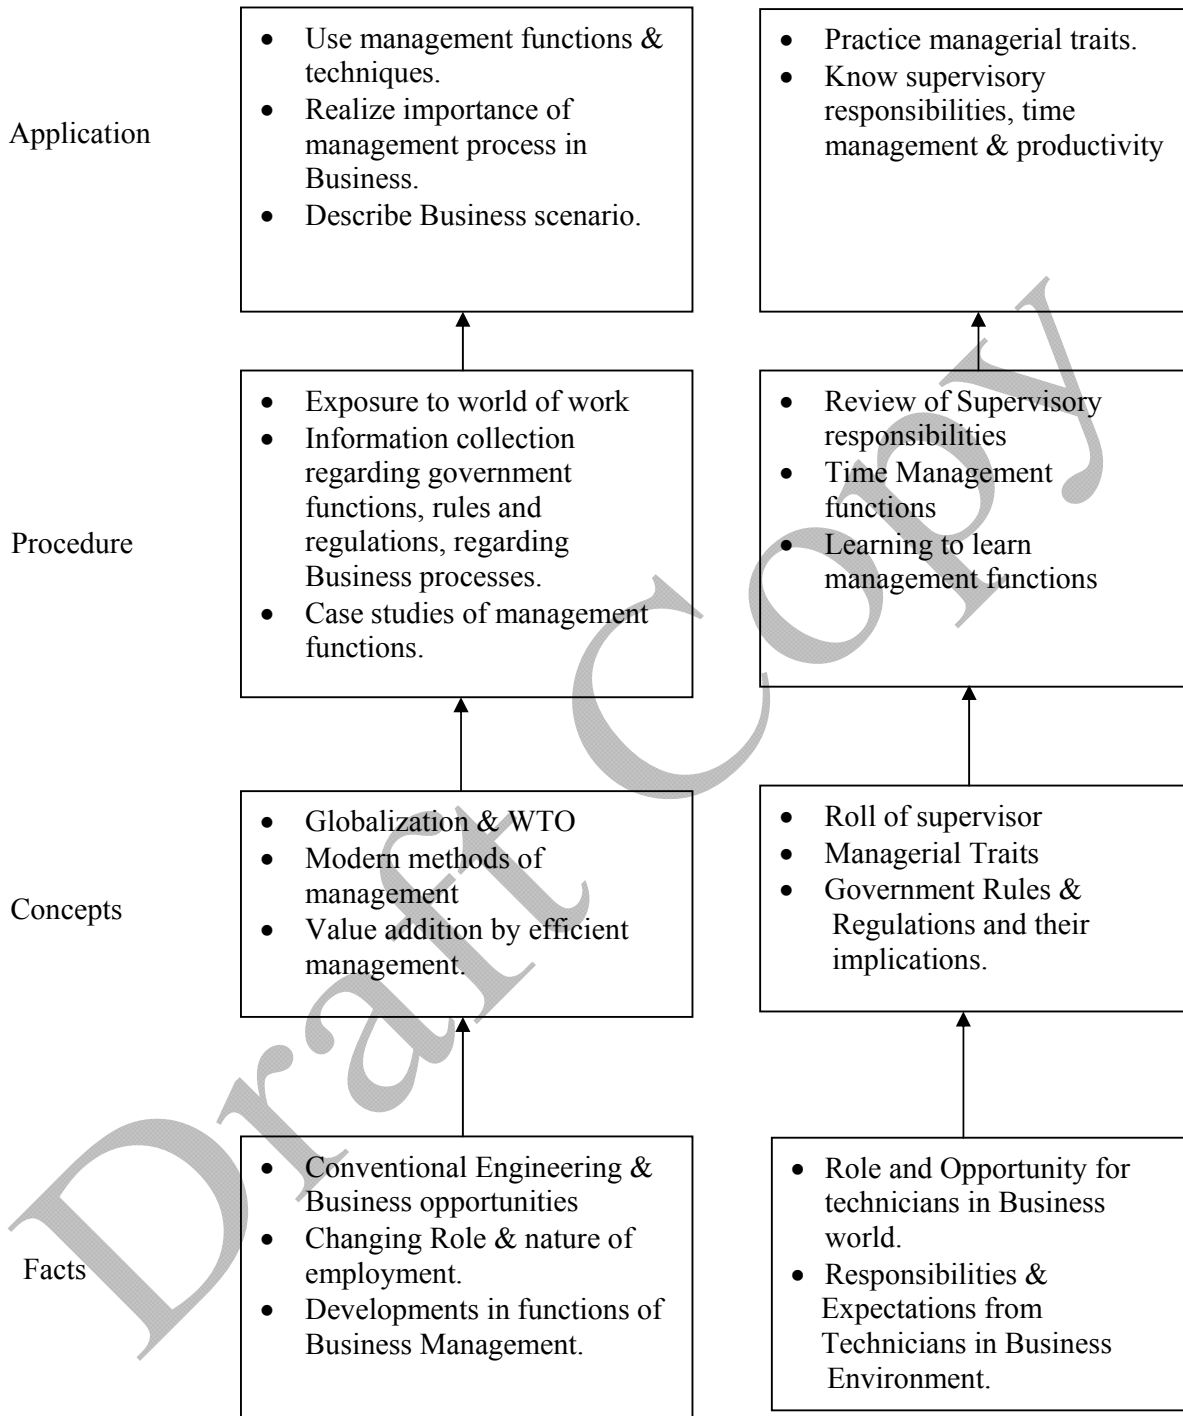 Application
• Use management functions &
techniques.
• Realize importance of
management process in
Business.
• Describe Business scenario.
• Practice managerial traits.
• Know supervisory
responsibilities, time
management & productivity
Procedure
• Exposure to world of work
• Information collection
regarding government
functions, rules and
regulations, regarding
Business processes.
• Case studies of management
functions.
• Review of Supervisory
responsibilities
• Time Management
functions
• Learning to learn
management functions
Concepts
• Globalization & WTO
• Modern methods of
management
• Value addition by efficient
management.
• Roll of supervisor
• Managerial Traits
• Government Rules &
Regulations and their
implications.
Facts
• Conventional Engineering &
Business opportunities
• Changing Role & nature of
employment.
• Developments in functions of
Business Management.
• Role and Opportunity for
technicians in Business
world.
• Responsibilities &
Expectations from
Technicians in Business
Environment.
Draft Copy